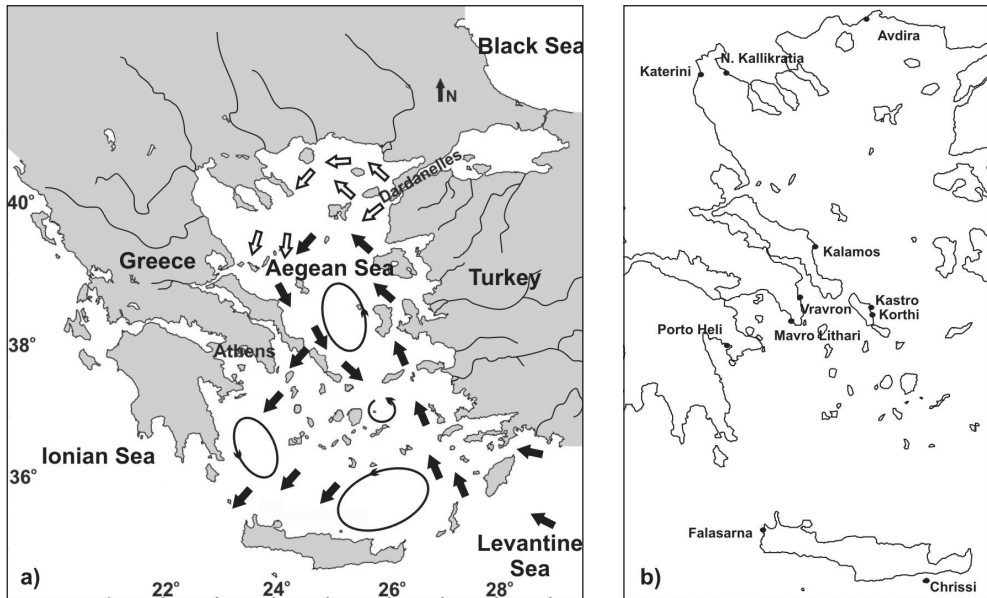 Black Sea
N
Dardanelles
40°
Greece
Aegean Sea
Turkey
38°
Athens
Ionian Sea
36°
Levantine
Sea
a)
22°
24°
26°
28°
Avdira
N. Kallikratia
Katerini
Kalamos
Kastro
Vravron
Korthi
Porto Heli
Mavro Lithari
Falasarna
b)
Chrissi